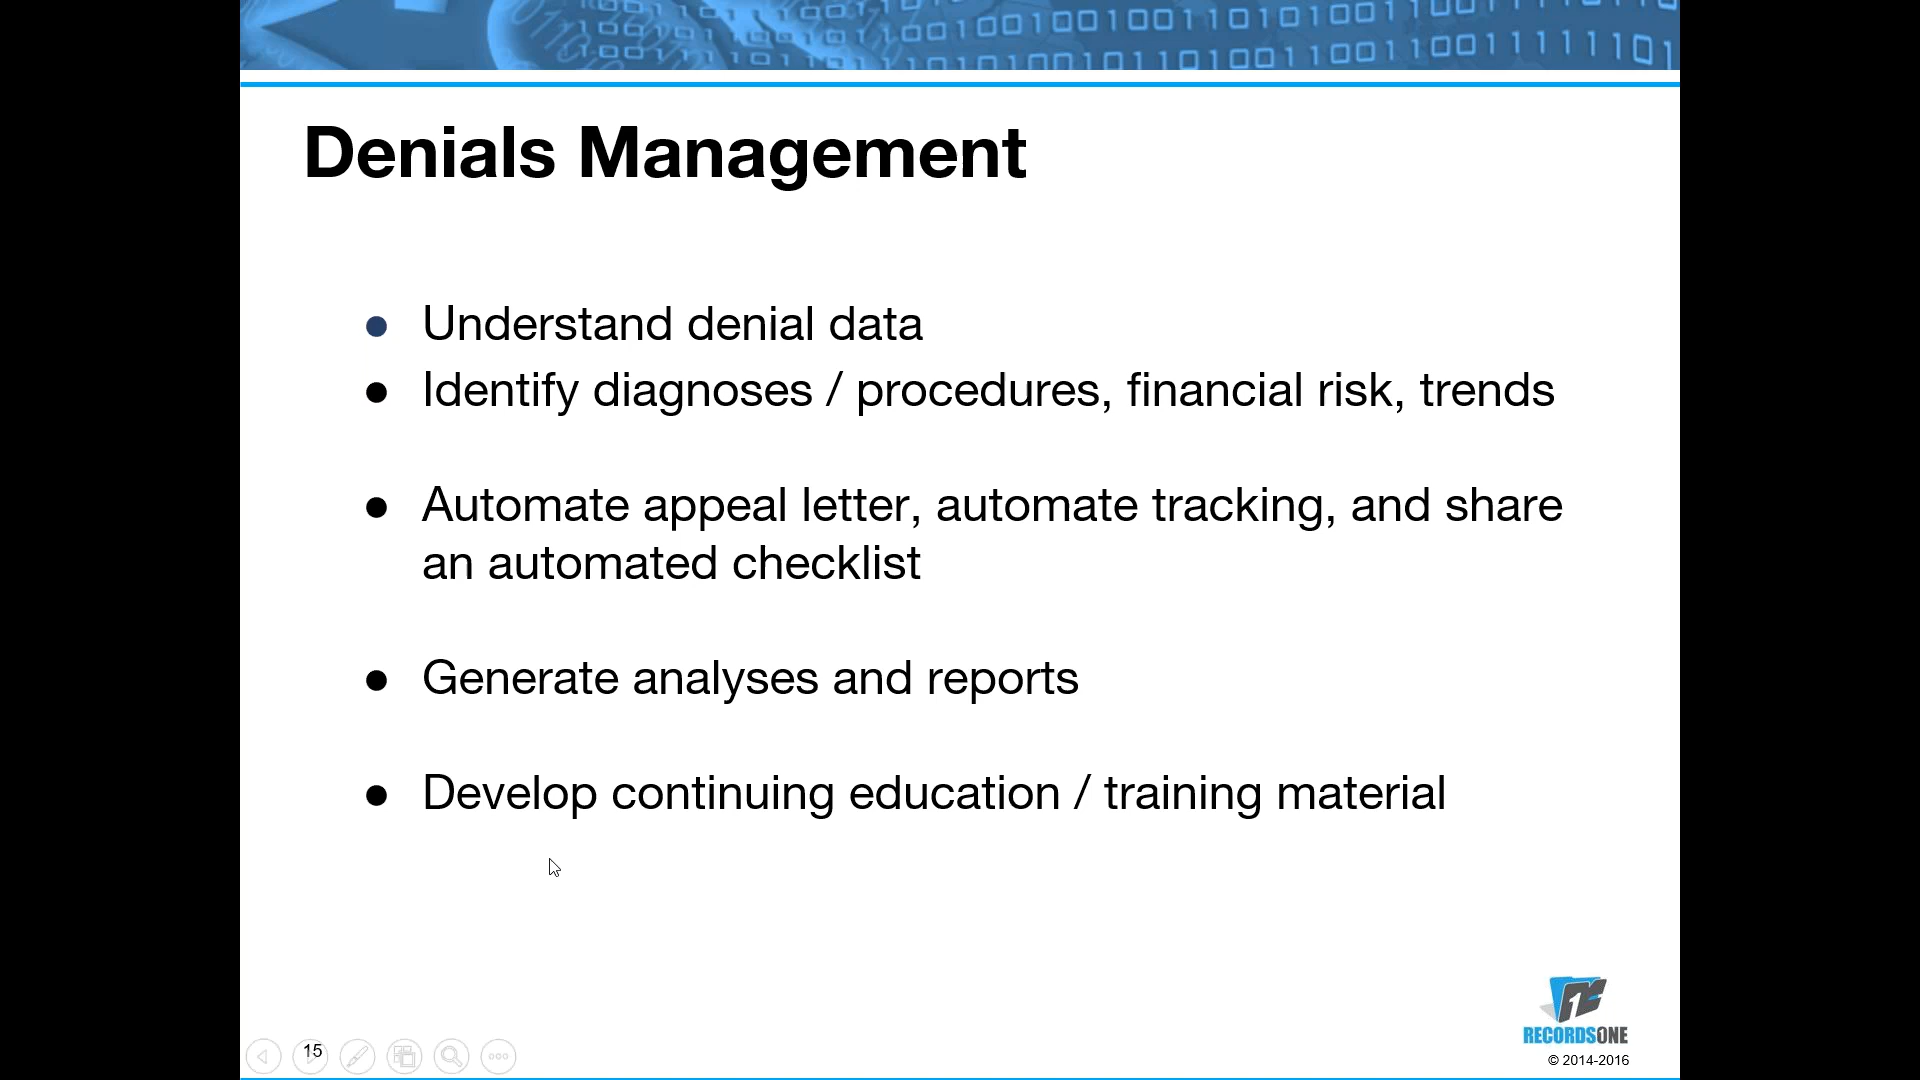 Denials Management
● Understand denial data
● Identify diagnoses / procedures, financial risk, trends
● Automate appeal letter, automate tracking, and share
an automated checklist
● Generate analyses and reports
● Develop continuing education / training material
15
RECORDSONE
© 2014-2016